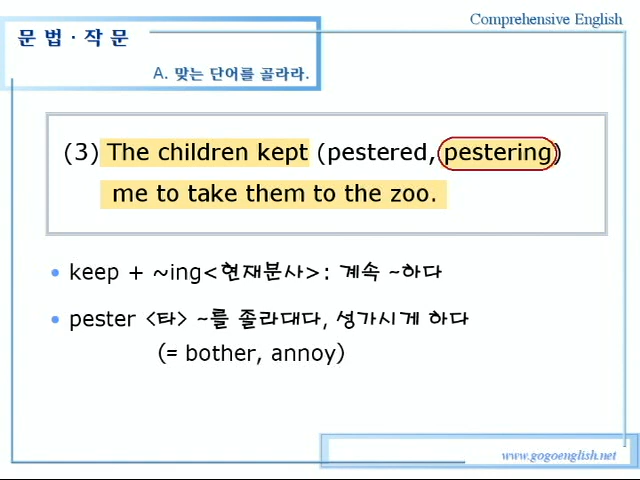 Comprehensive English
문 법 · 작 문
A. 맞는 단어를 골라라.
(3) The children kept (pestered, pestering)
me to take them to the zoo.
• keep + ~ing<현재분사>: 계속 ~하다
• pester <타> ~를 졸라대다, 성가시게 하다
(= bother, annoy)
www.gogoenglish.net